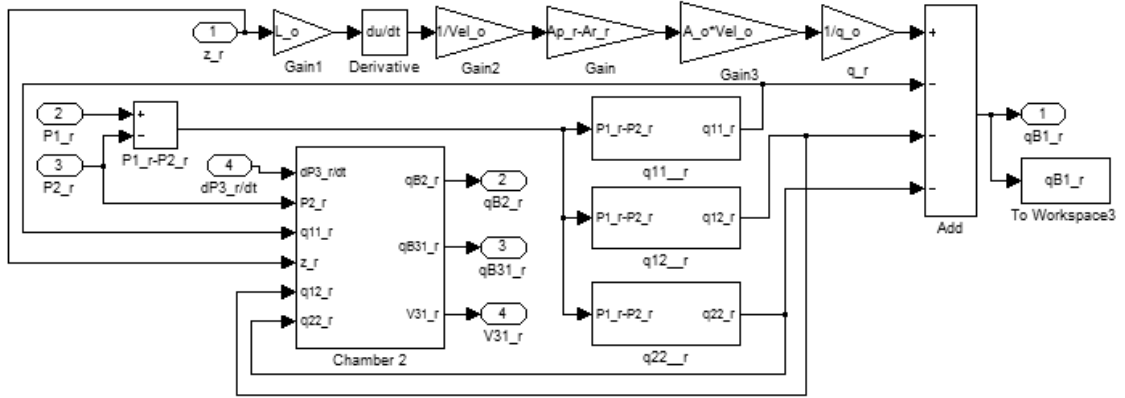 1
z_r
L_o
Gain1
du/dt
Derivative
1/Vel_o
Gain2
Ap_r-Ar_r
Gain
A_o*Vel_o
Gain3
1/q_o
q_r
+
−
−
−
Add
1
qB1_r
qB1_r
To Workspace3
2
P1_r
3
P2_r
+
−
P1_r-P2_r
4
dP3_r/dt
dP3_r/dt
P2_r
q11_r
z_r
q12_r
q22_r
qB2_r
qB31_r
V31_r
Chamber 2
2
qB2_r
3
qB31_r
4
V31_r
P1_r-P2_r
q11_r
q11__r
P1_r-P2_r
q12_r
q12__r
P1_r-P2_r
q22_r
q22__r